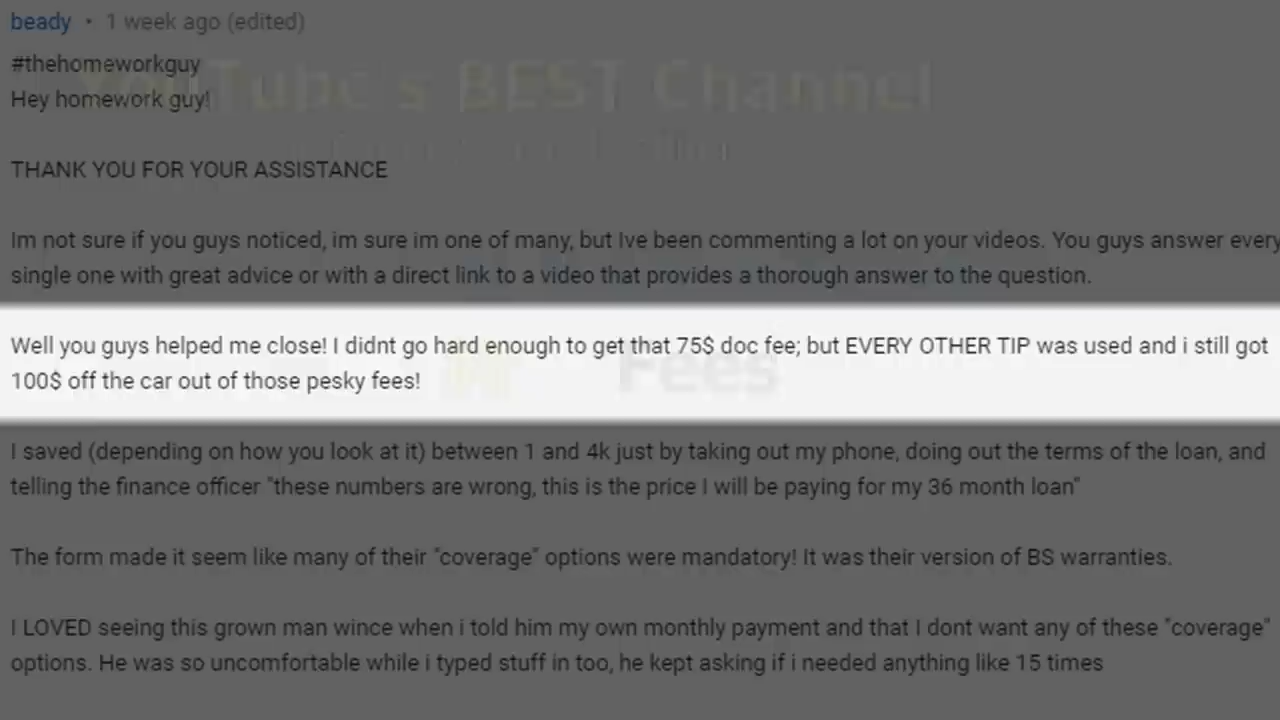 beady • 1 week ago (edited)
#thehomeworkguy
YouTube's BEST Channel
Hey homework guy!
THANK YOU FOR YOUR ASSISTANCE
Im not sure if you guys noticed, im sure im one of many, but Ive been commenting a lot on your videos. You guys answer every
single one with great advice or with a direct link to a video that provides a thorough answer to the question.
Well you guys helped me close! I didnt go hard enough to get that 75$ doc fee; but EVERY OTHER TIP was used and i still got
Fees
100$ off the car out of those pesky fees!
I saved (depending on how you look at it) between 1 and 4k just by taking out my phone, doing out the terms of the loan, and
telling the finance officer "these numbers are wrong, this is the price I will be paying for my 36 month loan"
The form made it seem like many of their "coverage" options were mandatory! It was their version of BS warranties.
I LOVED seeing this grown man wince when i told him my own monthly payment and that I dont want any of these "coverage"
options. He was so uncomfortable while i typed stuff in too, he kept asking if i needed anything like 15 times